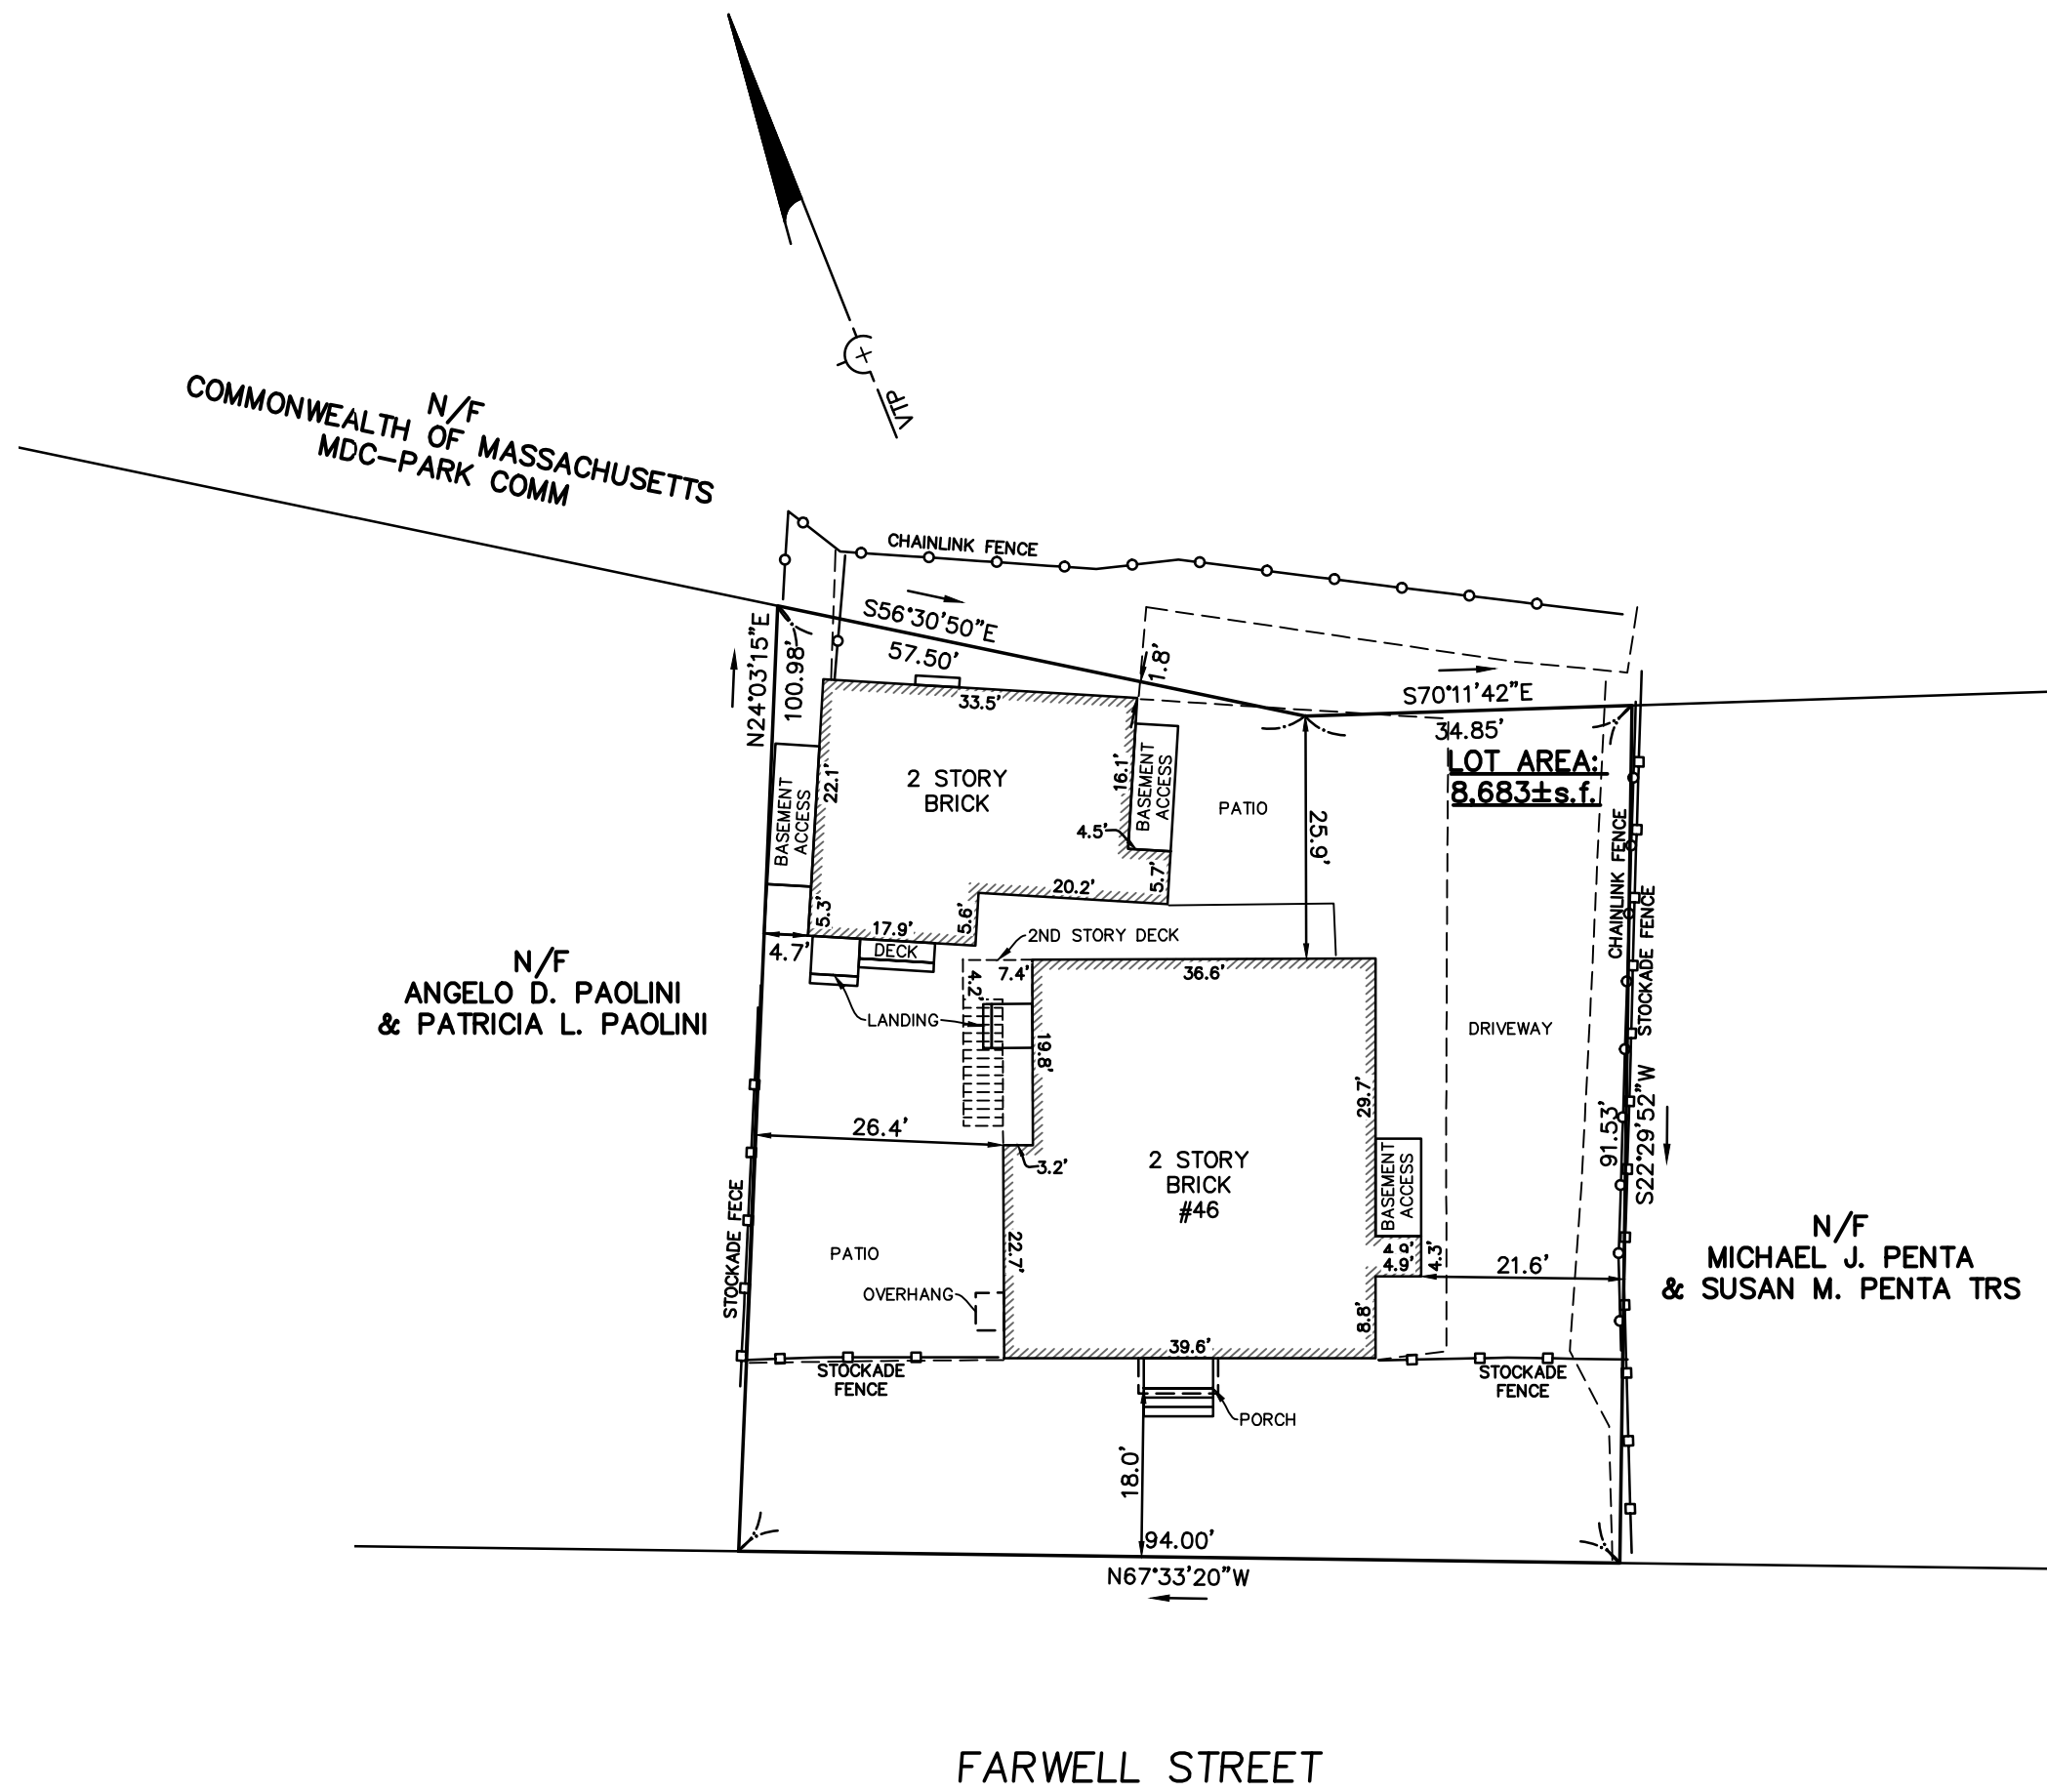 VTP
N/F
COMMONWEALTH OF MASSACHUSETTS
MDC-PARK COMM
CHAINLINK FENCE
S56°30'50"E
57.50'
1.8'
N24°03'15"E
100.98'
S70°11'42"E
34.85'
LOT AREA:
8,683±s.f.
33.5'
22.1'
2 STORY
BRICK
16.1'
BASEMENT
ACCESS
BASEMENT
ACCESS
PATIO
4.5'
25.9'
5.7'
20.2'
5.3'
17.9'
5.6'
DECK
4.7'
2ND STORY DECK
7.4'
4.2'
36.6'
CHAINLINK FENCE
STOCKADE FENCE
N/F
ANGELO D. PAOLINI
& PATRICIA L. PAOLINI
LANDING
19.8'
DRIVEWAY
29.7'
91.53'
S22°29'52"W
26.4'
3.2'
2 STORY
BRICK
#46
BASEMENT
ACCESS
STOCKADE FECE
PATIO
22.7'
4.9'
4.9'
4.3'
21.6'
N/F
MICHAEL J. PENTA
& SUSAN M. PENTA TRS
OVERHANG
8.8'
39.6'
STOCKADE
FENCE
STOCKADE
FENCE
PORCH
18.0'
94.00'
N67°33'20"W
FARWELL STREET